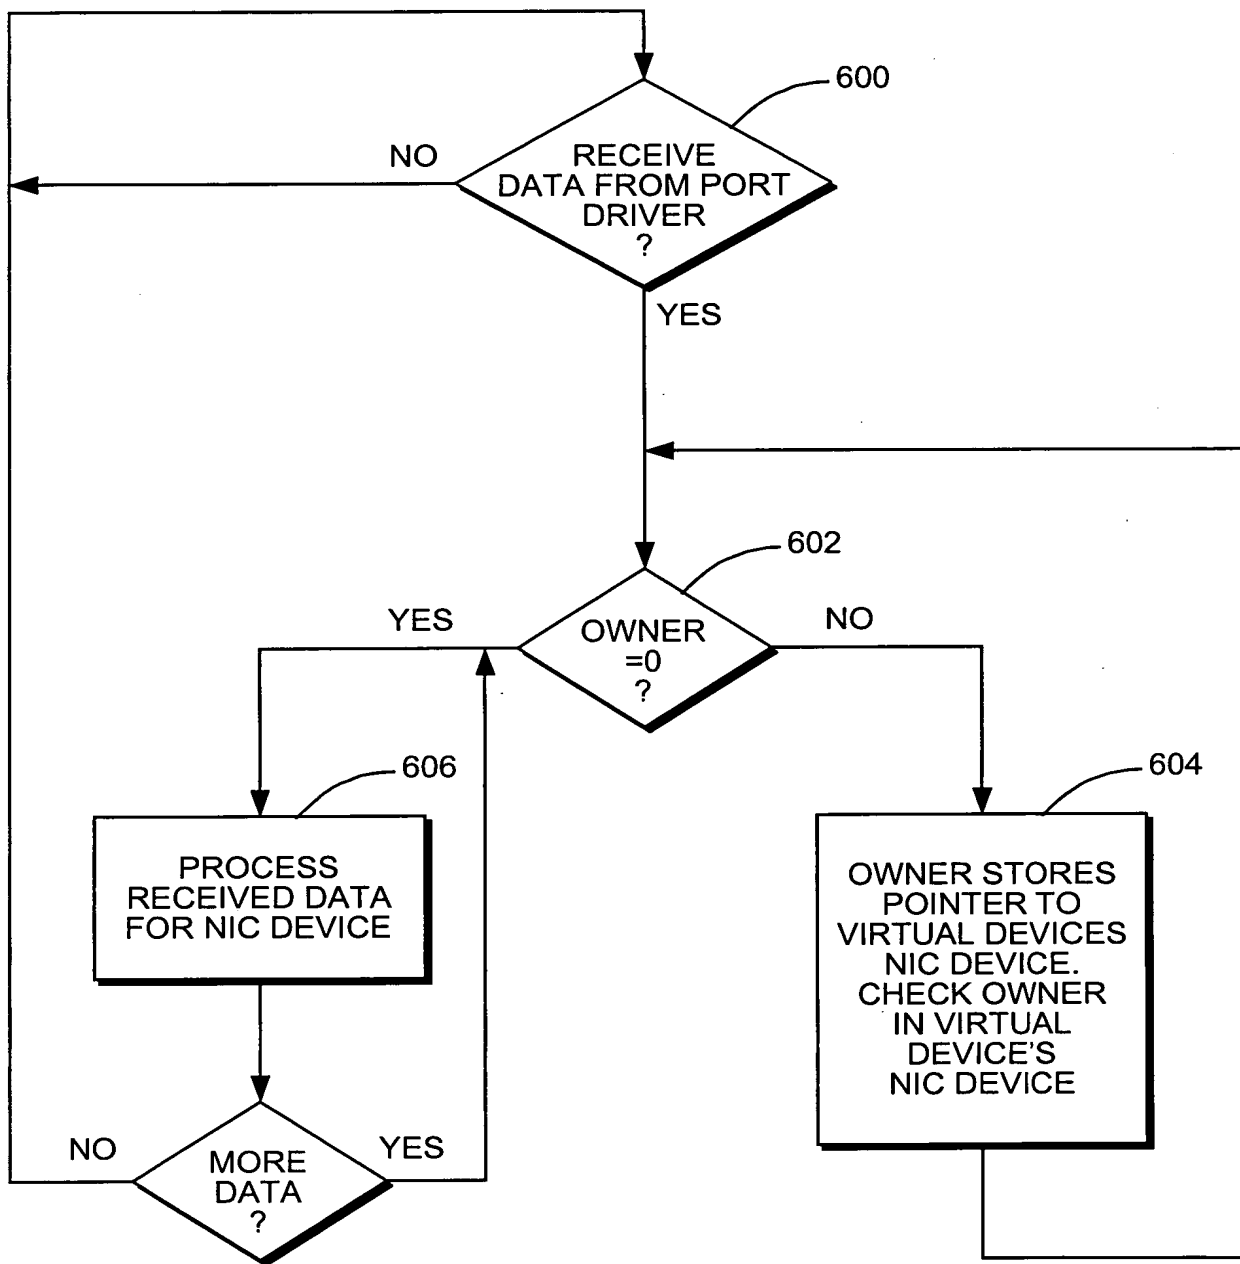 600
NO
RECEIVE
DATA FROM PORT
DRIVER
?
YES
602
YES
NO
OWNER
=0
?
606
604
PROCESS
RECEIVED DATA
FOR NIC DEVICE
OWNER STORES
POINTER TO
VIRTUAL DEVICES
NIC DEVICE.
CHECK OWNER
IN VIRTUAL
DEVICE'S
NIC DEVICE
NO
YES
MORE
DATA
?